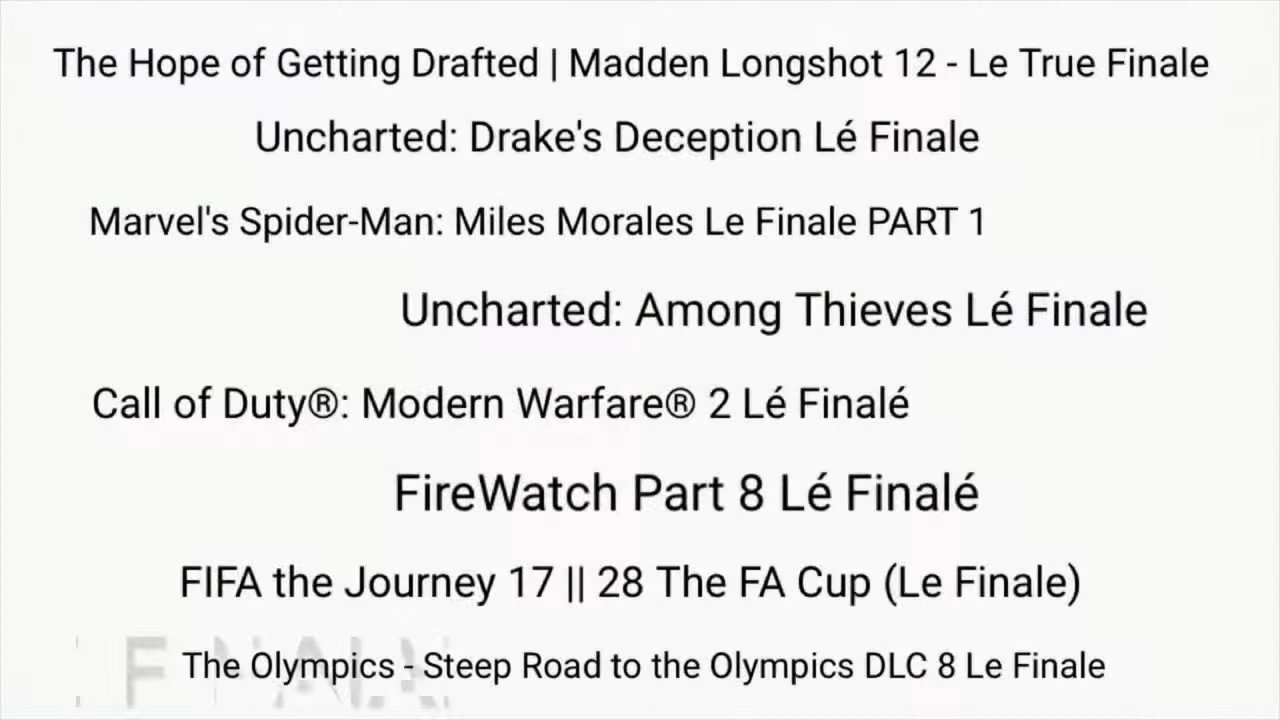 The Hope of Getting Drafted | Madden Longshot 12 - Le True Finale
Uncharted: Drake's Deception Lé Finale
Marvel's Spider-Man: Miles Morales Le Finale PART 1
Uncharted: Among Thieves Lé Finale
Call of Duty®: Modern Warfare® 2 Lé Finalé
FireWatch Part 8 Lé Finalé
FIFA the Journey 17 || 28 The FA Cup (Le Finale)
The Olympics - Steep Road to the Olympics DLC 8 Le Finale